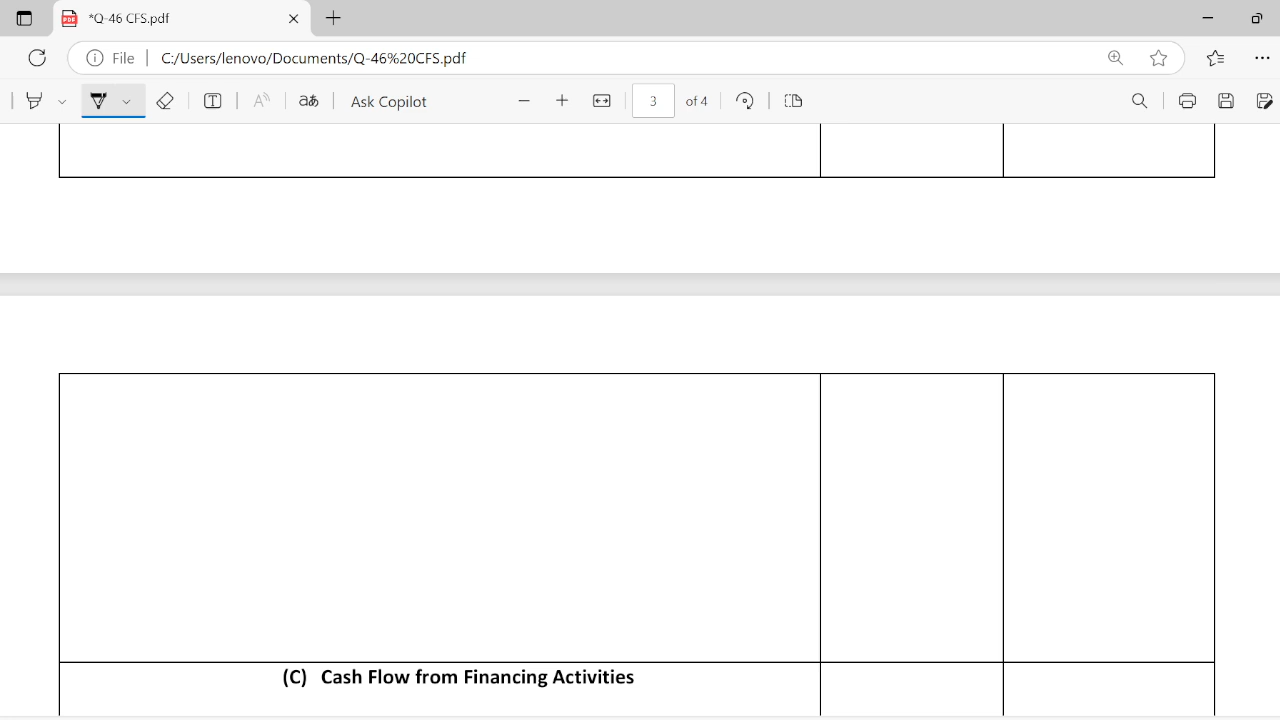 *Q-46 CFS.pdf
File
C:/Users/lenovo/Documents/Q-46%20CFS.pdf
Ask Copilot
3 of 4
(C) Cash Flow from Financing Activities